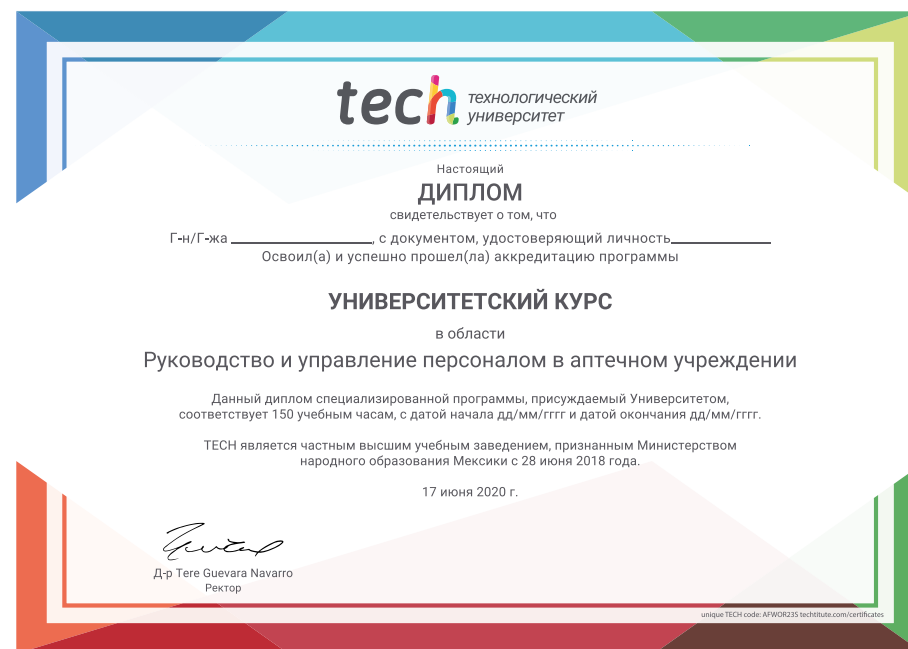 tech технологический
университет
Настоящий
ДИПЛОМ
свидетельствует о том, что
Г-н/Г-жа ____________, с документом, удостоверяющий личность____________
Освоил(а) и успешно прошел(ла) аккредитацию программы
УНИВЕРСИТЕТСКИЙ КУРС
в области
Руководство и управление персоналом в аптечном учреждении
Данный диплом специализированной программы, присуждаемый Университетом,
соответствует 150 учебным часам, с датой начала дд/мм/гггг и датой окончания дд/мм/гггг.
TECH является частным высшим учебным заведением, признанным Министерством
народного образования Мексики с 28 июня 2018 года.
17 июня 2020 г.
Д-р Tere Guevara Navarro
Ректор
unique TECH code: AFWOR23S techtitute.com/certificates